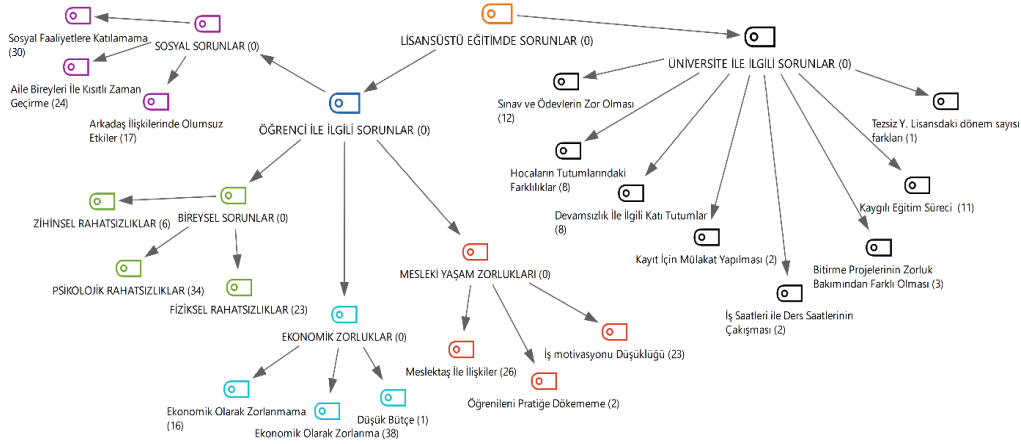 LİSANSÜSTÜ EĞİTİMDE SORUNLAR (0)
Sosyal Faaliyetlere Katılamama
(30)
SOSYAL SORUNLAR (0)
Aile Bireyleri İle Kısıtlı Zaman
Geçirme (24)
Arkadaş İlişkilerinde Olumsuz
Etkiler (17)
ÖĞRENCİ İLE İLGİLİ SORUNLAR (0)
BİREYSEL SORUNLAR (0)
ZİHİNSEL RAHATSIZLIKLAR (6)
PSİKOLOJİK RAHATSIZLIKLAR (34)
FİZİKSEL RAHATSIZLIKLAR (23)
EKONOMİK ZORLUKLAR (0)
Ekonomik Olarak Zorlanmama
(16)
Ekonomik Olarak Zorlanma (38)
Düşük Bütçe (1)
MESLEKİ YAŞAM ZORLUKLARI (0)
Meslektaş İle İlişkiler (26)
Öğrenileni Pratiğe Dökememe (2)
İş motivasyonu Düşüklüğü (23)
ÜNİVERSİTE İLE İLGİLİ SORUNLAR (0)
Sınav ve Ödevlerin Zor Olması
(12)
Hocaların Tutumlarındaki
Farklılıklar (8)
Devamsızlık İle İlgili Katı Tutumlar
(8)
Kayıt İçin Mülakat Yapılması (2)
İş Saatleri ile Ders Saatlerinin
Çakışması (2)
Bitirme Projelerinin Zorluk
Bakımından Farklı Olması (3)
Kaygılı Eğitim Süreci (11)
Tezsiz Y. Lisansdaki dönem sayısı
farkları (1)